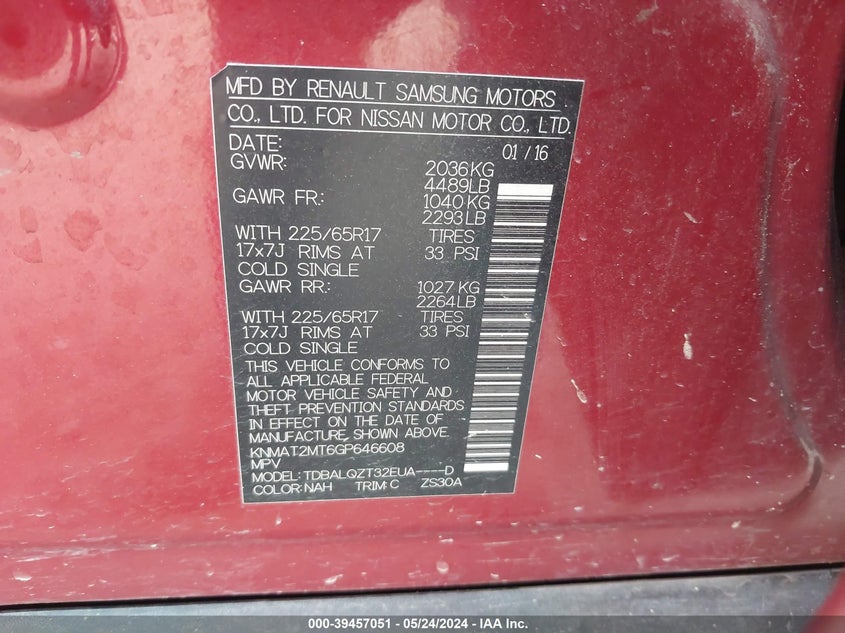 MFD BY RENAULT SAMSUNG MOTORS
CO., LTD. FOR NISSAN MOTOR CO., LTD.
DATE: 01 / 16
GVWR: 2036KG
4489LB
GAWR FR: 1040KG
2293LB
WITH 225/65R17 TIRES
17x7J RIMS AT 33 PSI
COLD SINGLE
GAWR RR: 1027 KG
2264LB
WITH 225/65R17 TIRES
17x7J RIMS AT 33 PSI
COLD SINGLE
THIS VEHICLE CONFORMS TO
ALL APPLICABLE FEDERAL
MOTOR VEHICLE SAFETY AND
THEFT PREVENTION STANDARDS
IN EFFECT ON THE DATE OF
MANUFACTURE, SHOWN ABOVE.
KNMAT2MT6GP646608
MPV
MODEL: TDBALQZT32EUA----D
COLOR: NAH TRIM: C ZS30A
000-39457051 - 05/24/2024 - IAA, Inc.